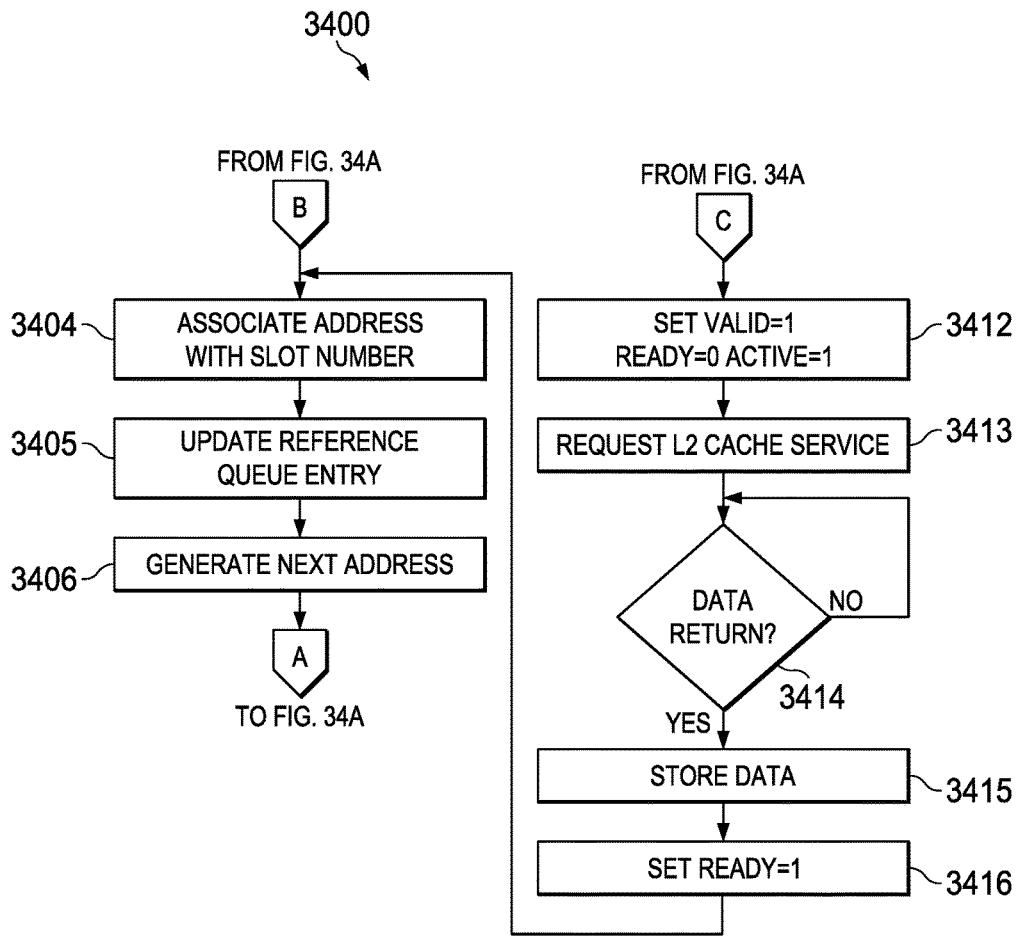 3400
FROM FIG. 34A
B
3404
ASSOCIATE ADDRESS
WITH SLOT NUMBER
3405
UPDATE REFERENCE
QUEUE ENTRY
3406
GENERATE NEXT ADDRESS
A
TO FIG. 34A
FROM FIG. 34A
C
SET VALID=1
READY=0 ACTIVE=1
3412
REQUEST L2 CACHE SERVICE
3413
DATA
RETURN?
NO
3414
YES
STORE DATA
3415
SET READY=1
3416